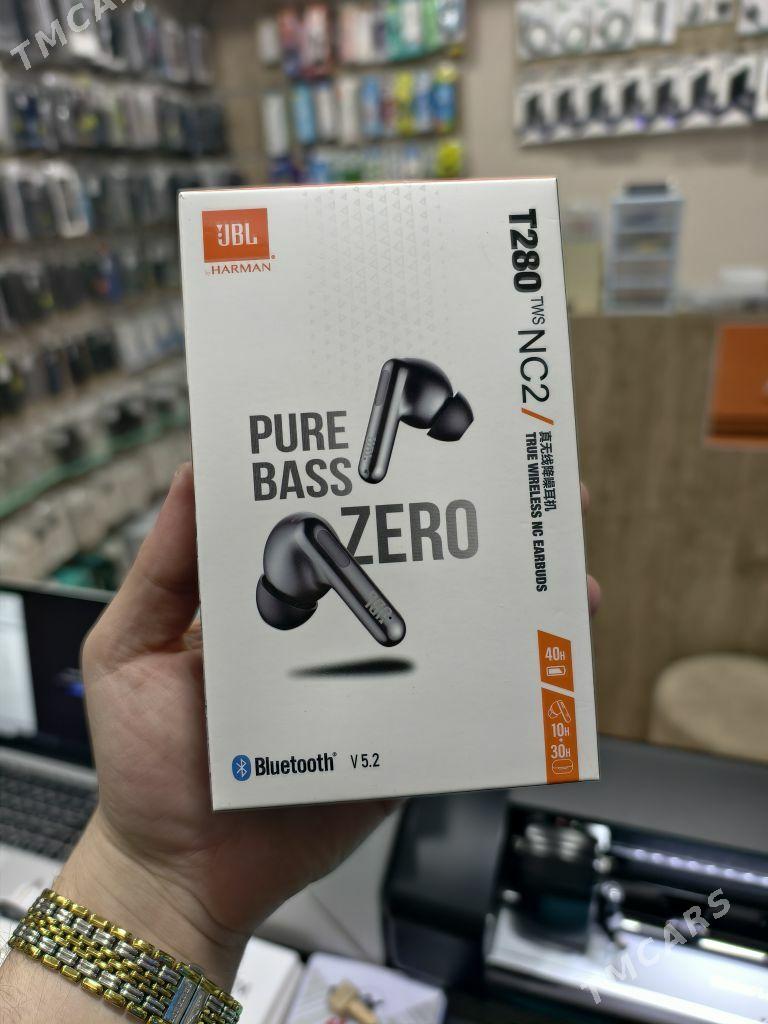 TMCARS
JBL
by HARMAN
T280 TWS NC2 /
真无线降噪耳机
TRUE WIRELESS NC EARBUDS
PURE
BASS
ZERO
JBL
40H
10H
+
30H
Bluetooth® V 5.2
TMCARS